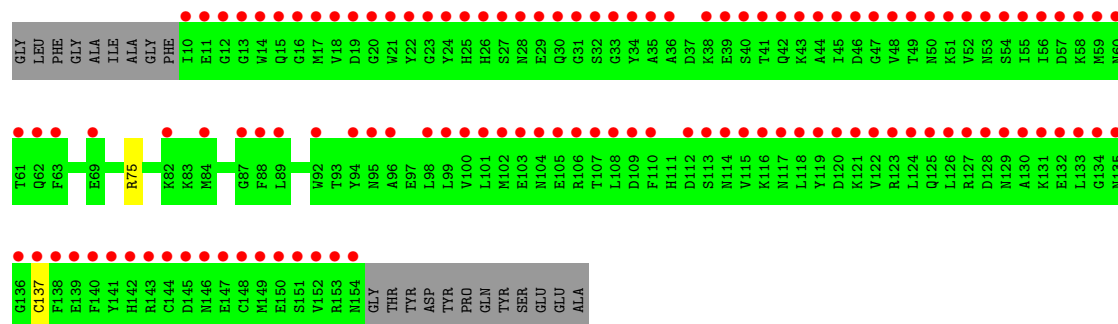 GLY LEU PHE GLY ALA ILE ALA GLY PHE I10 E11 G12 G13 W14 Q15 G16 M17 V18 D19 G20 W21 Y22 G23 Y24 H25 H26 S27 N28 E29 Q30 G31 S32 G33 Y34 A35 A36 D37 K38 E39 S40 T41 Q42 K43 A44 I45 D46 G47 V48 T49 N50 K51 V52 N53 S54 I55 I56 D57 K58 M59 N60
T61 Q62 F63 E69 R75 K82 K83 M84 G87 F88 L89 W92 T93 Y94 N95 A96 E97 L98 L99 V100 L101 M102 E103 N104 E105 R106 T107 L108 D109 F110 H111 D112 S113 N114 V115 K116 N117 L118 Y119 D120 K121 V122 R123 L124 Q125 L126 R127 D128 N129 A130 K131 E132 L133 G134 N135
G136 C137 F138 E139 F140 Y141 H142 R143 C144 D145 N146 E147 C148 M149 E150 S151 V152 R153 N154 GLY THR TYR ASP TYR PRO GLN TYR SER GLU GLU ALA